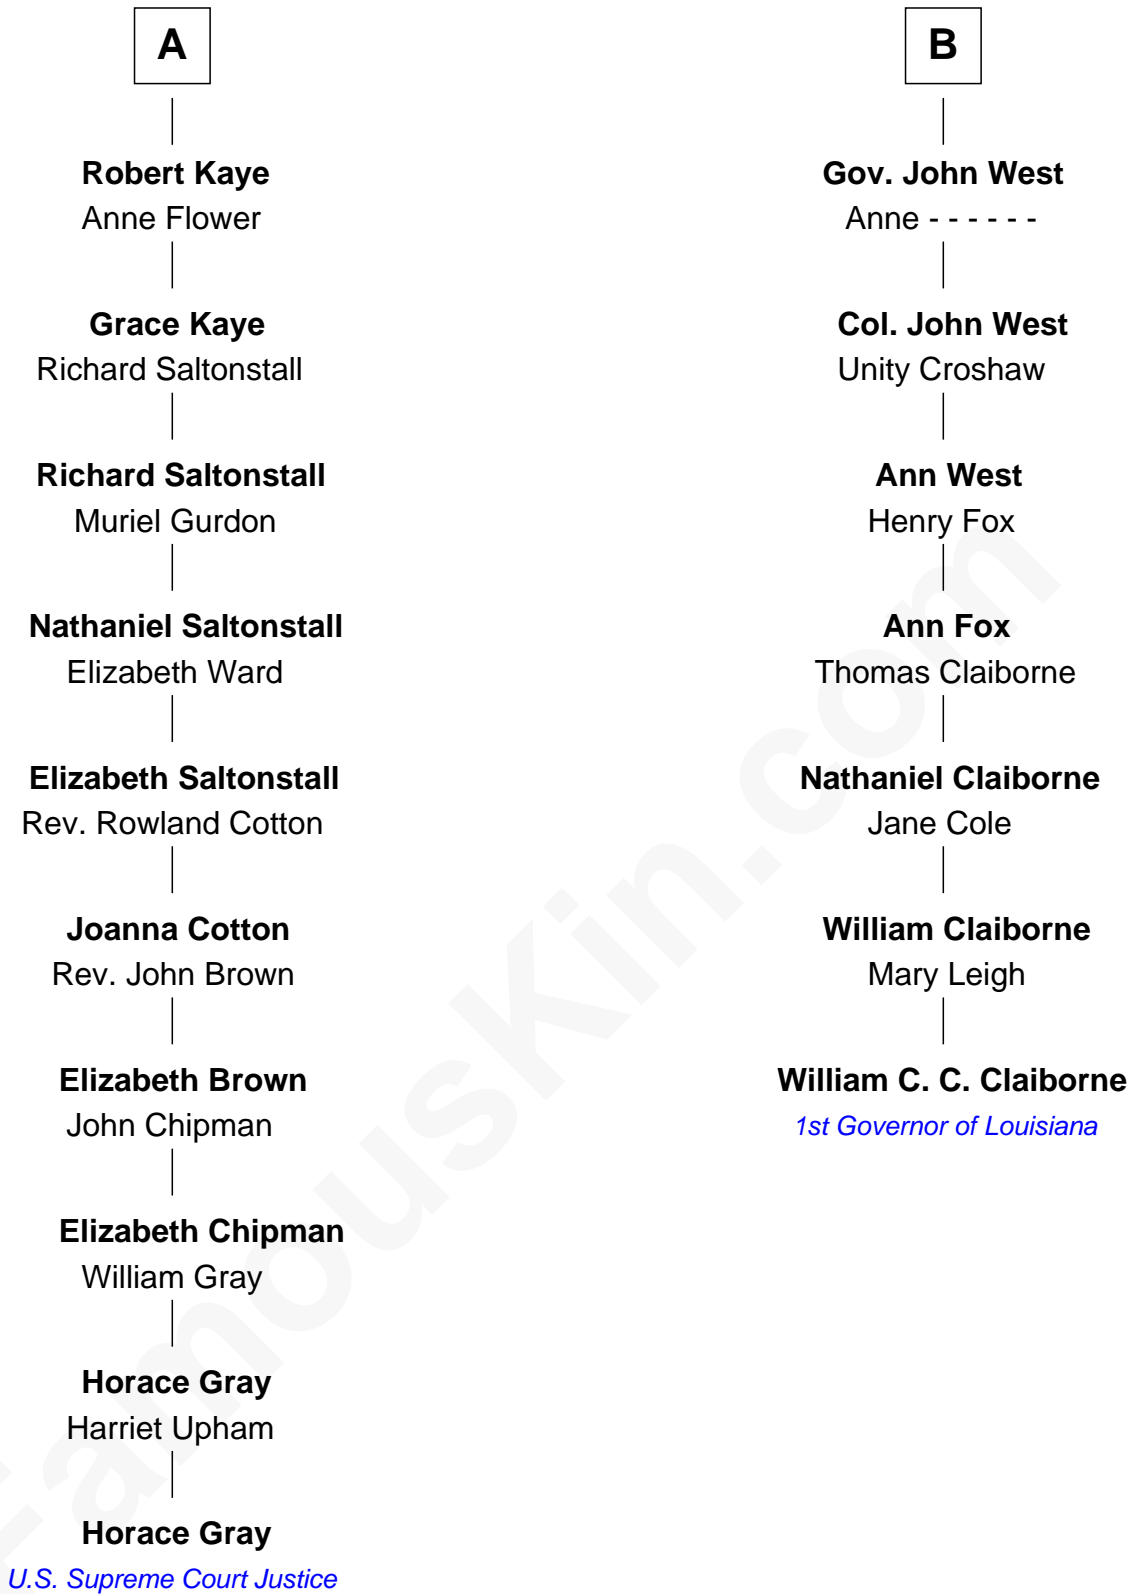 A
Robert Kaye
Anne Flower
Grace Kaye
Richard Saltonstall
Richard Saltonstall
Muriel Gurdon
Nathaniel Saltonstall
Elizabeth Ward
Elizabeth Saltonstall
Rev. Rowland Cotton
Joanna Cotton
Rev. John Brown
Elizabeth Brown
John Chipman
Elizabeth Chipman
William Gray
Horace Gray
Harriet Upham
Horace Gray
U.S. Supreme Court Justice
B
Gov. John West
Anne - - - - - -
Col. John West
Unity Croshaw
Ann West
Henry Fox
Ann Fox
Thomas Claiborne
Nathaniel Claiborne
Jane Cole
William Claiborne
Mary Leigh
William C. C. Claiborne
1st Governor of Louisiana
FamousKin.com